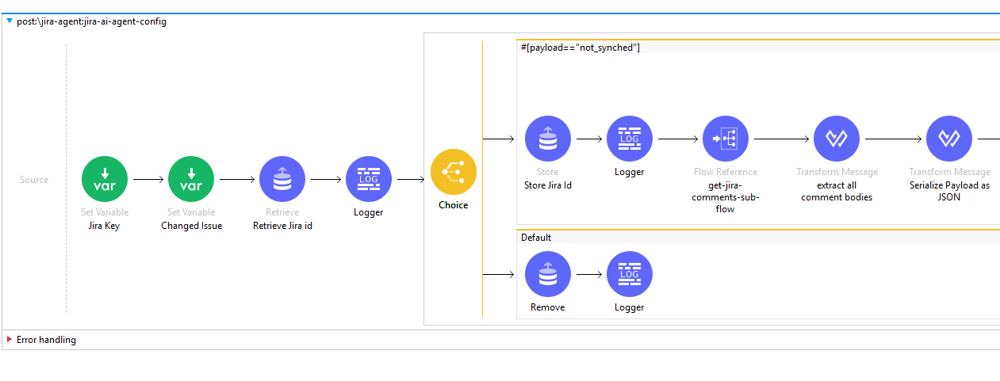 post:\jira-agent:jira-ai-agent-config
#[payload=="not_synched"]
Source
var
Set Variable
Jira Key
var
Set Variable
Changed Issue
Retrieve
Retrieve Jira id
LOG
Logger
Choice
Store
Store Jira Id
LOG
Logger
Flow Reference
get-jira-
comments-sub-
flow
Transform Message
extract all
comment bodies
Transform Message
Serialize Payload as
JSON
Default
Remove
LOG
Logger
Error handling